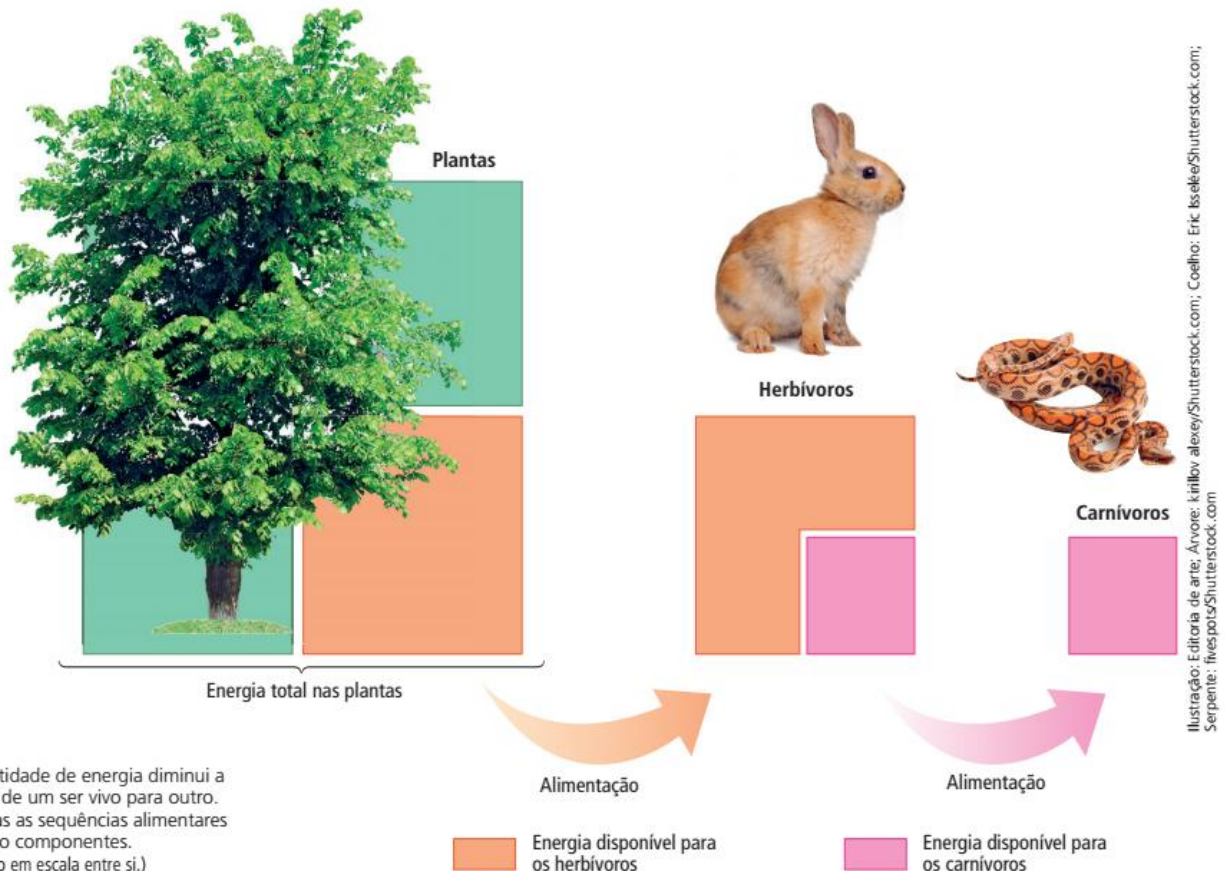 Plantas
Herbívoros
Carnívoros
Energia total nas plantas
Alimentação
Alimentação
tidade de energia diminui a
de um ser vivo para outro.
as as sequências alimentares
o componentes.
o em escala entre si.)
Energia disponível para
os herbívoros
Energia disponível para
os carnívoros
Ilustração: Editoria de arte; Árvore: kirillov alexey/Shutterstock.com; Coelho: Eric Isselée/Shutterstock.com;
Serpente: fivespots/Shutterstock.com